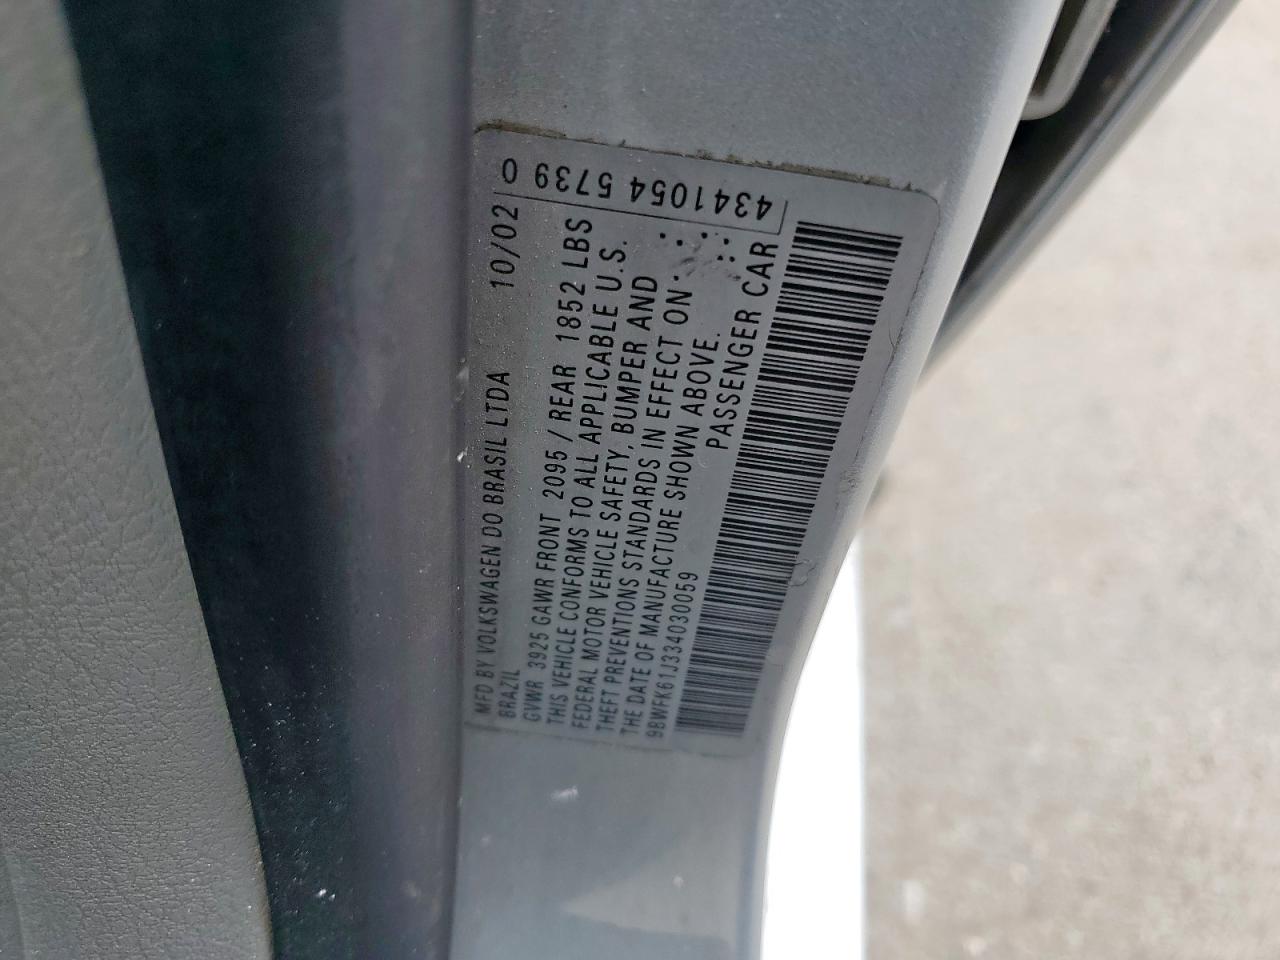 MFD BY VOLKSWAGEN DO BRASIL LTDA 10/02
BRAZIL
GVWR 3925 GAWR FRONT 2095 / REAR 1852 LBS
THIS VEHICLE CONFORMS TO ALL APPLICABLE U.S.
FEDERAL MOTOR VEHICLE SAFETY, BUMPER AND
THEFT PREVENTIONS STANDARDS IN EFFECT ON
THE DATE OF MANUFACTURE SHOWN ABOVE.
9BWFK61J334030059 PASSENGER CAR
4341054 5739 0